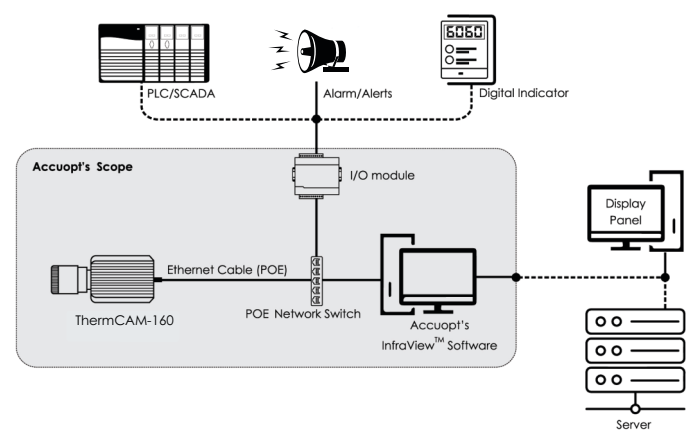 6060
PLC/SCADA
Alarm/Alerts
Digital Indicator
Accuopt's Scope
I/O module
Display
Panel
Ethernet Cable (POE)
ThermCAM-160
POE Network Switch
Accuopt's
InfraView™ Software
Server